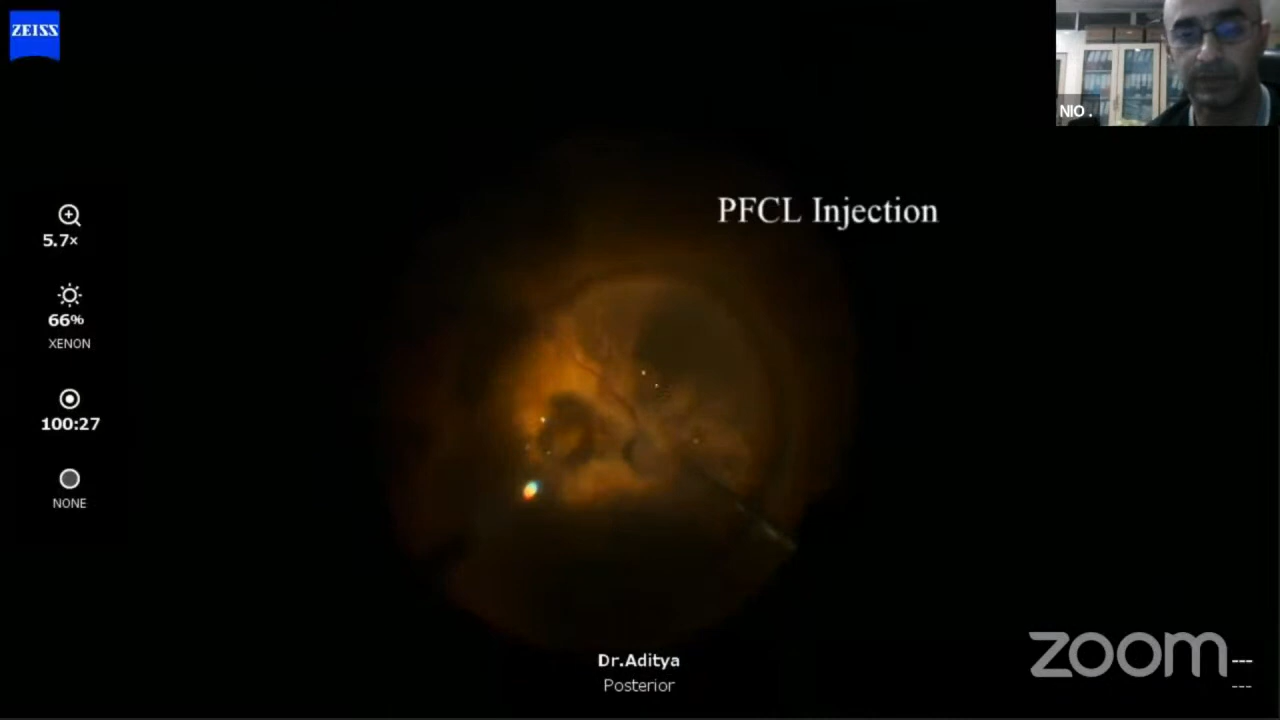 ZEISS
NIO .
PFCL Injection
5.7×
66%
XENON
100:27
NONE
Dr.Aditya
Posterior
zoom
---
---